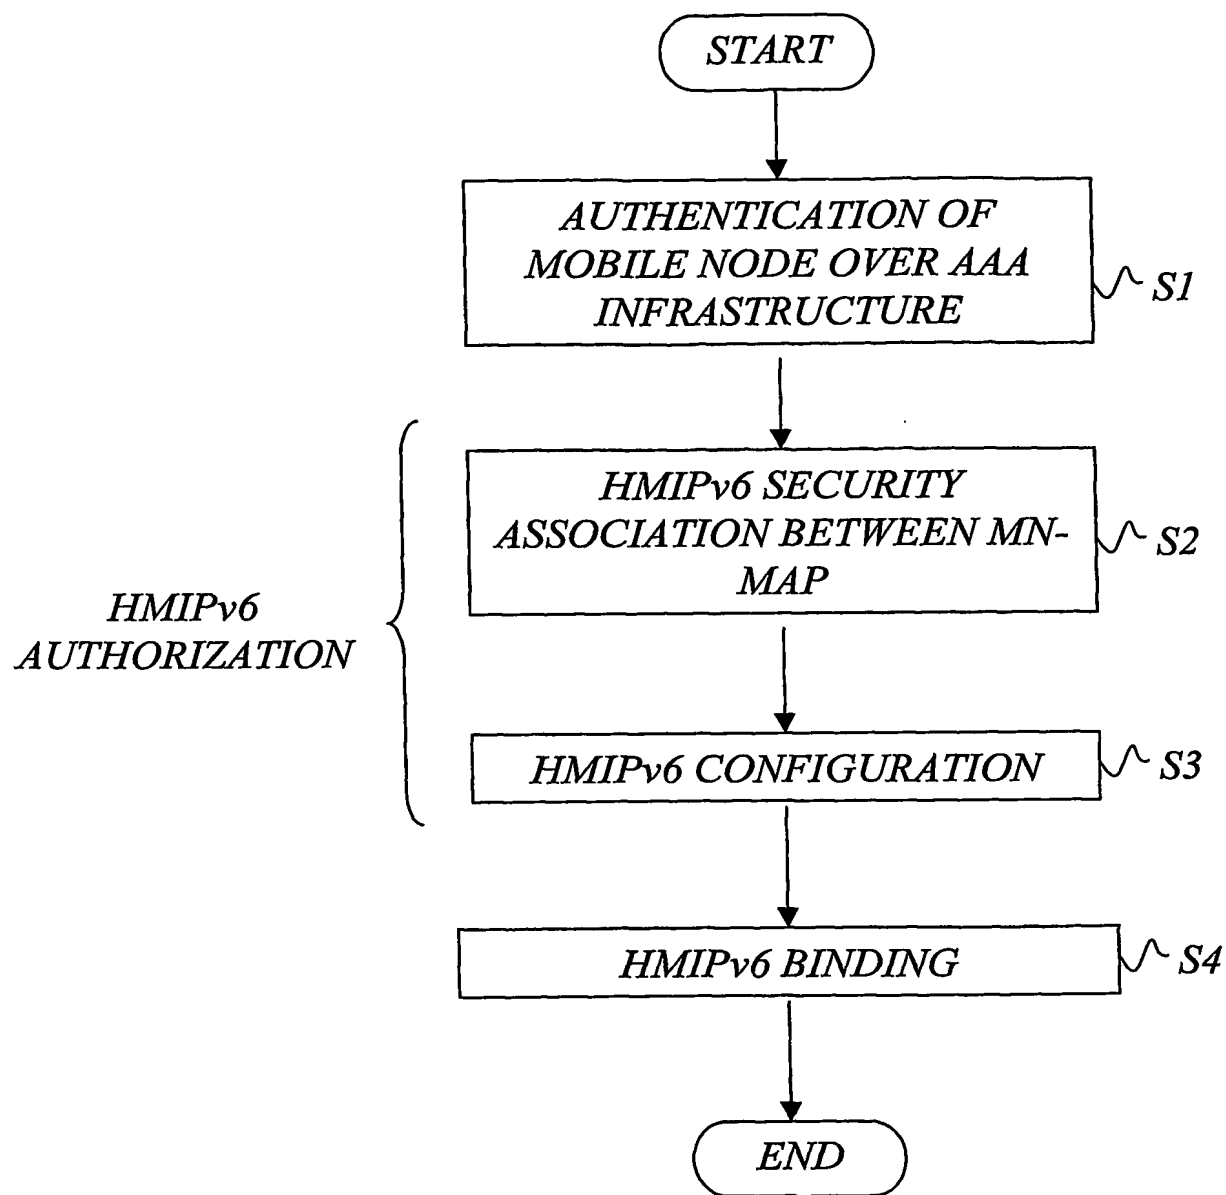 START
AUTHENTICATION OF
MOBILE NODE OVER AAA
INFRASTRUCTURE
S1
HMIPv6 SECURITY
ASSOCIATION BETWEEN MN-
MAP
S2
HMIPv6
AUTHORIZATION
HMIPv6 CONFIGURATION
S3
HMIPv6 BINDING
S4
END